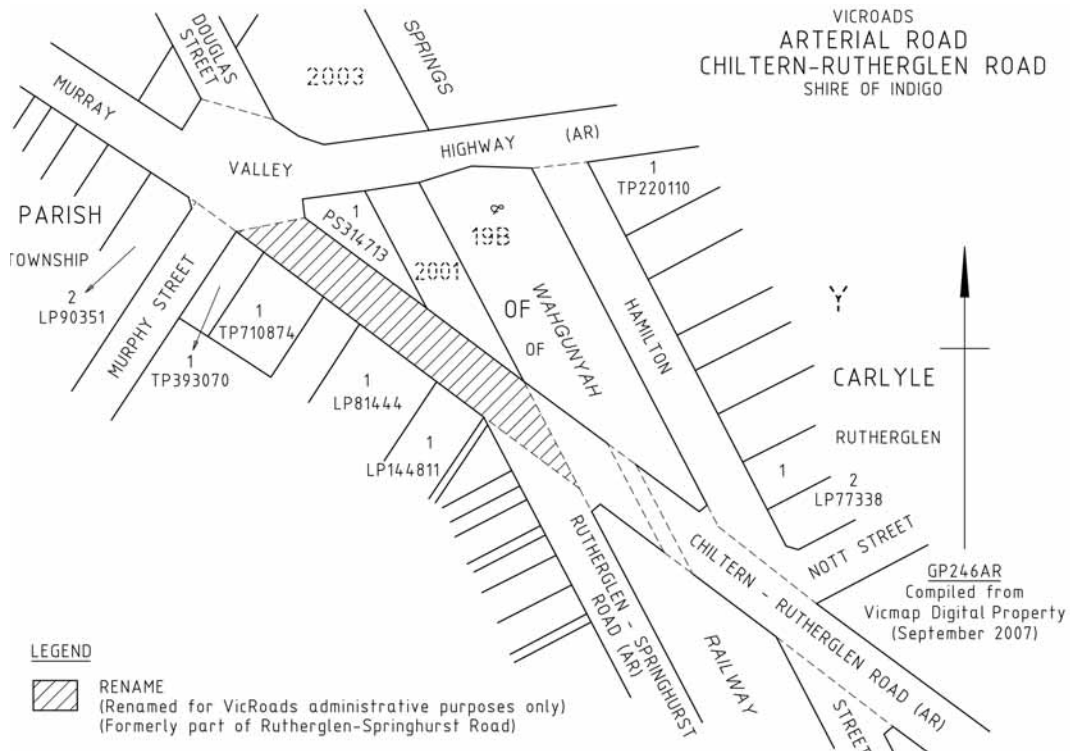 VICROADS
ARTERIAL ROAD
CHILTERN-RUTHERGLEN ROAD
SHIRE OF INDIGO
DOUGLAS
STREET
2003
SPRINGS
MURRAY
VALLEY
HIGHWAY
(AR)
1
TP220110
1
PS314713
&
19B
2001
PARISH
TOWNSHIP
2
LP90351
MURPHY STREET
1
TP710874
1
TP393070
OF
OF
WAHGUNYAH
HAMILTON
Y
CARLYLE
RUTHERGLEN
1
LP81444
1
LP144811
1
2
LP77338
NOTT STREET
CHILTERN - RUTHERGLEN ROAD (AR)
RUTHERGLEN - SPRINGHURST
ROAD (AR)
RAILWAY
STREET
GP246AR
Compiled from
Vicmap Digital Property
(September 2007)
LEGEND
RENAME
(Renamed for VicRoads administrative purposes only)
(Formerly part of Rutherglen-Springhurst Road)